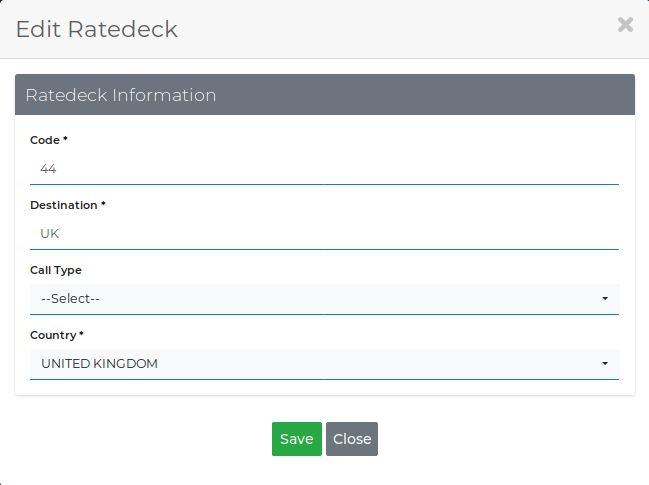 Edit Ratedeck
×
Ratedeck Information
Code *
44
Destination *
UK
Call Type
--Select--
Country *
UNITED KINGDOM
Save Close